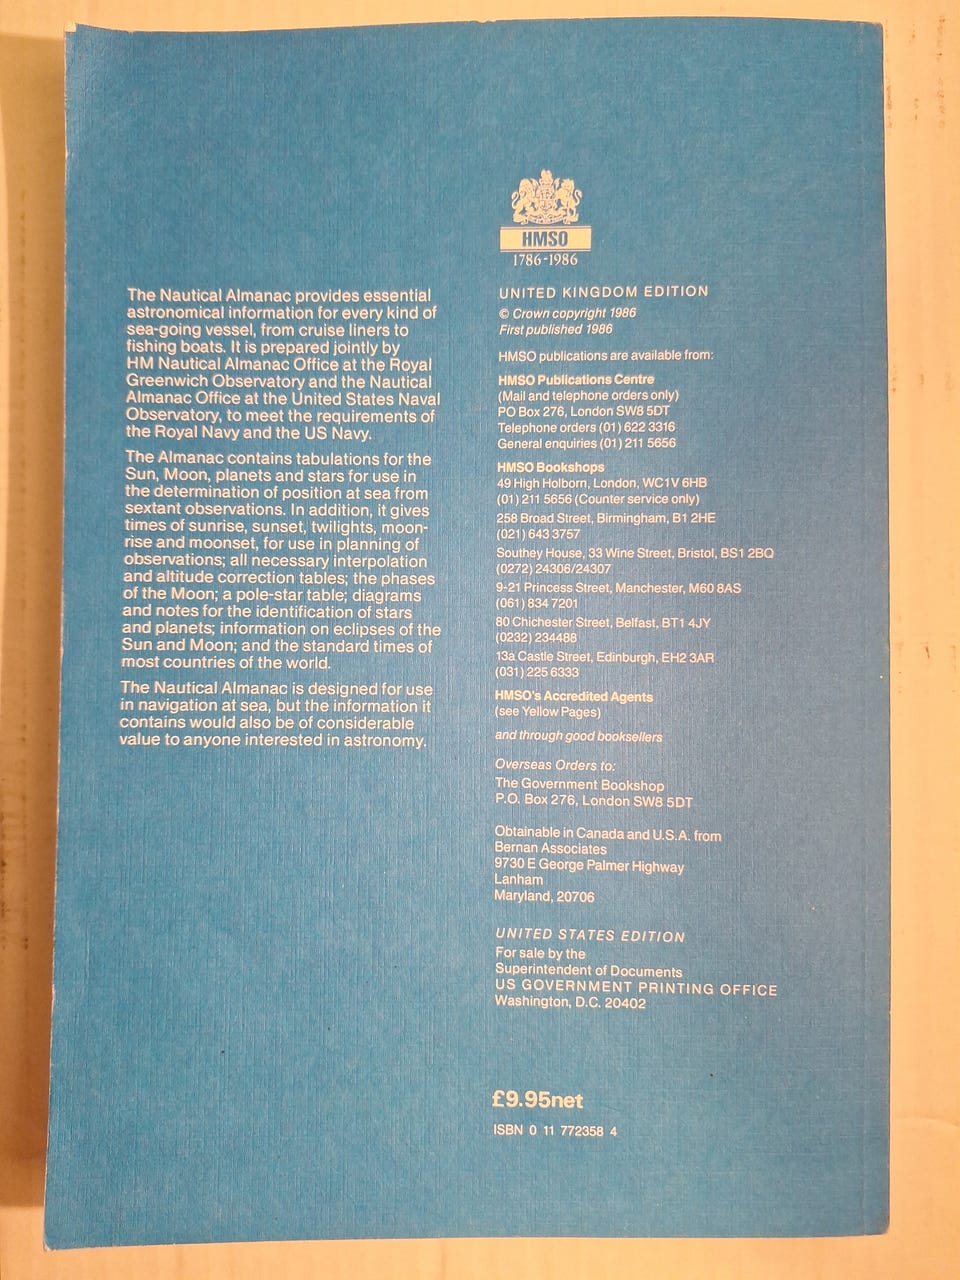 The Nautical Almanac provides essential
astronomical information for every kind of
sea-going vessel, from cruise liners to
fishing boats. It is prepared jointly by
HM Nautical Almanac Office at the Royal
Greenwich Observatory and the Nautical
Almanac Office at the United States Naval
Observatory, to meet the requirements of
the Royal Navy and the US Navy.
The Almanac contains tabulations for the
Sun, Moon, planets and stars for use in
the determination of position at sea from
sextant observations. In addition, it gives
times of sunrise, sunset, twilights, moon-
rise and moonset, for use in planning of
observations; all necessary interpolation
and altitude correction tables; the phases
of the Moon; a pole-star table; diagrams
and notes for the identification of stars
and planets; information on eclipses of the
Sun and Moon; and the standard times of
most countries of the world.
The Nautical Almanac is designed for use
in navigation at sea, but the information it
contains would also be of considerable
value to anyone interested in astronomy.
HMSO
1786-1986
UNITED KINGDOM EDITION
© Crown copyright 1986
First published 1986
HMSO publications are available from:
HMSO Publications Centre
(Mail and telephone orders only)
PO Box 276, London SW8 5DT
Telephone orders (01) 622 3316
General enquiries (01) 211 5656
HMSO Bookshops
49 High Holborn, London, WC1V 6HB
(01) 211 5656 (Counter service only)
258 Broad Street, Birmingham, B1 2HE
(021) 643 3757
Southey House, 33 Wine Street, Bristol, BS1 2BQ
(0272) 24306/24307
9-21 Princess Street, Manchester, M60 8AS
(061) 834 7201
80 Chichester Street, Belfast, BT1 4JY
(0232) 234488
13a Castle Street, Edinburgh, EH2 3AR
(031) 225 6333
HMSO's Accredited Agents
(see Yellow Pages)
and through good booksellers
Overseas Orders to:
The Government Bookshop
P.O. Box 276, London SW8 5DT
Obtainable in Canada and U.S.A. from
Bernan Associates
9730 E George Palmer Highway
Lanham
Maryland, 20706
UNITED STATES EDITION
For sale by the
Superintendent of Documents
US GOVERNMENT PRINTING OFFICE
Washington, D.C. 20402
£9.95net
ISBN 0 11 772358 4